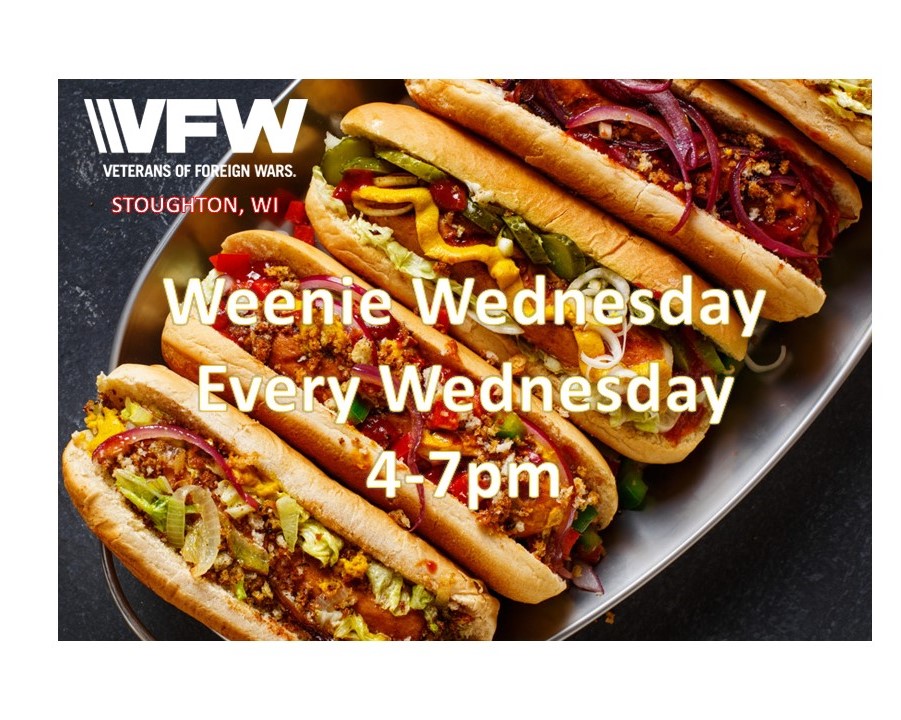 VFW
VETERANS OF FOREIGN WARS.
STOUGHTON, WI
Weenie Wednesday
Every Wednesday
4-7pm